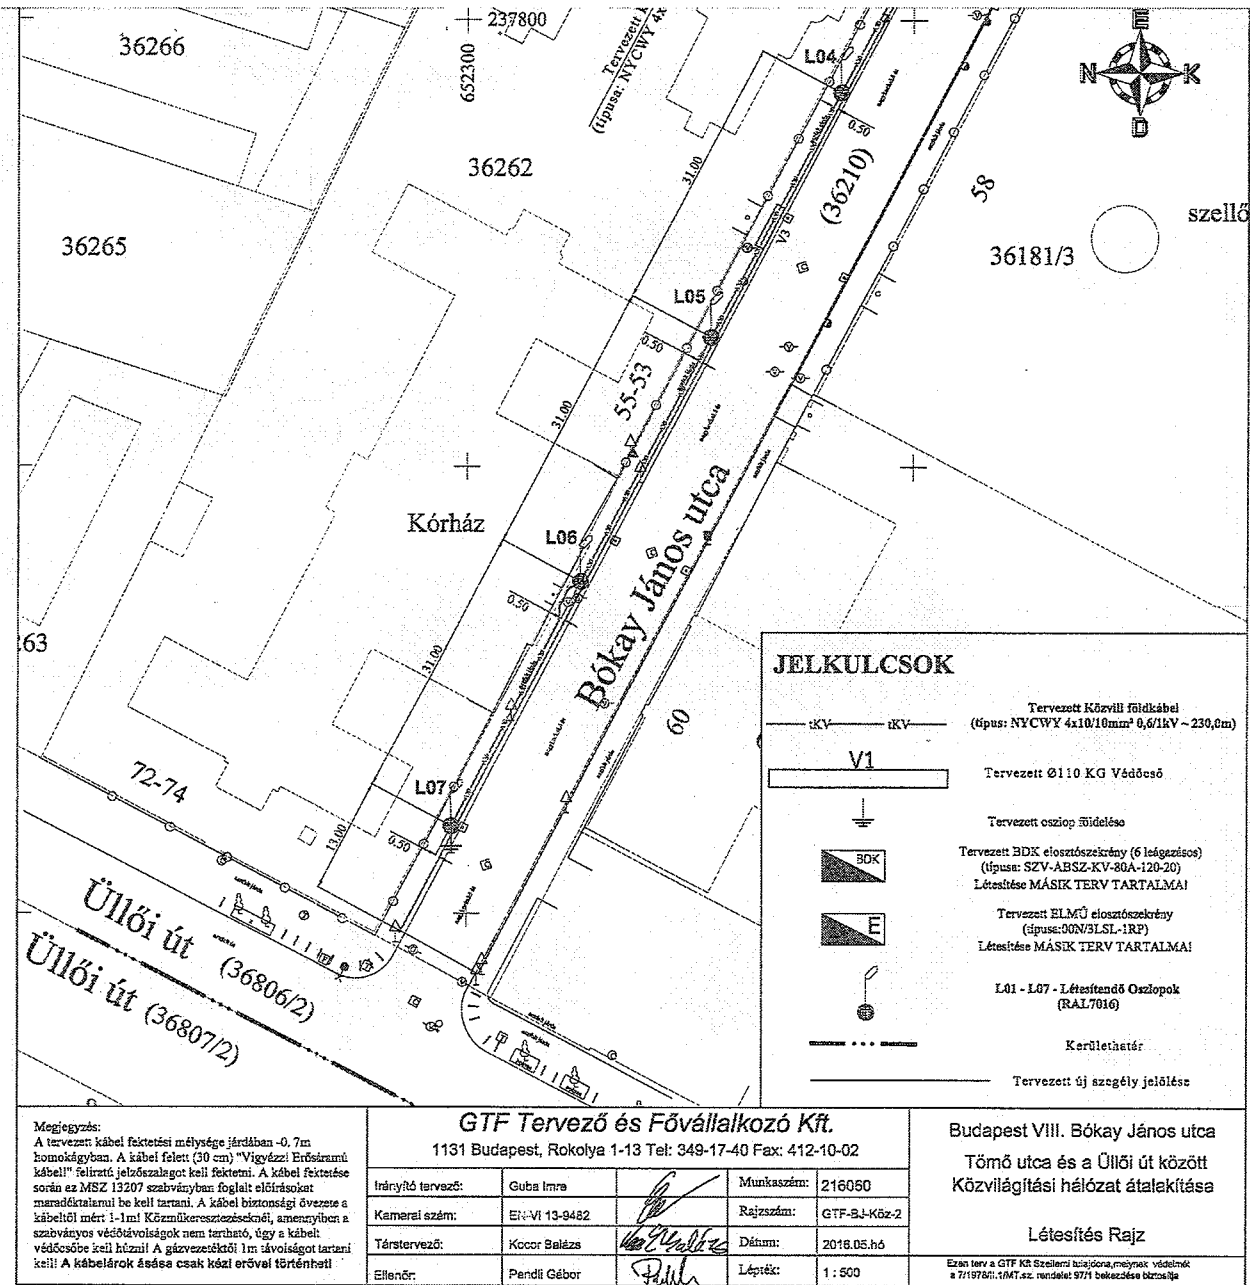 36266
652300
237800
Tervezett
(típusa: NYCWY 4x
L04
0.50
E
N
K
D
36262
31.00
(36210)
58
szellő
36265
V3
36181/3
L05
0.50
55-53
31.00
Kórház
L06
0.50
Bókay János utca
31.00
60
72-74
L07
13.00
0.50
Üllői út (36806/2)
Üllői út (36807/2)
JELKULCSOK
tKV tKV
Tervezett Közvill földkábel
(típus: NYCWY 4x10/10mm² 0,6/1kV ~ 230,0m)
V1
Tervezett Ø110 KG Védőcső
Tervezett oszlop földelése
BDK
Tervezett BDK elosztószekrény (6 leágazásos)
(típusa: SZV-ABSZ-KV-80A-120-20)
Létesítése MÁSIK TERV TARTALMA!
E
Tervezett ELMŰ elosztószekrény
(típusa:00N/3LSL-1RP)
Létesítése MÁSIK TERV TARTALMA!
L01 - L07 - Létesítendő Oszlopok
(RAL7016)
Kerülethatár
Tervezett új szegély jelölése
Megjegyzés:
A tervezett kábel fektetési mélysége járdában -0, 7m
homokágyban. A kábel felett (30 cm) "Vigyázz! Erősáramú
kábel!" feliratú jelzőszalagot kell fektetni. A kábel fektetése
során az MSZ 13207 szabványban foglalt előírásokat
maradéktalanul be kell tartani. A kábel biztonsági övezete a
kábeltől mért 1-1m! Közműkeresztezéseknél, amennyiben a
szabványos védőtávolságok nem tartható, úgy a kábelt
védőcsőbe kell húzni! A gázvezetéktől 1m távolságot tartani
kell! A kábelárok ásása csak kézi erővel történhet!
GTF Tervező és Fővállalkozó Kft.
1131 Budapest, Rokolya 1-13 Tel: 349-17-40 Fax: 412-10-02
Irányító tervező: Guba Imre Munkaszám: 216050
Kamarai szám: EN-VI 13-9482 Rajzszám: GTF-BJ-Köz-2
Társtervező: Kocor Balázs Dátum: 2016.05.hó
Ellenőr: Pendli Gábor Lépték: 1 : 500
Budapest VIII. Bókay János utca
Tömő utca és a Üllői út között
Közvilágítási hálózat átalakítása
Létesítés Rajz
Ezen terv a GTF Kft Szellemi tulajdona, melynek védelmét
a 7/1978/II.1/MT.sz. rendelet 97/1 bekezdése biztosítja